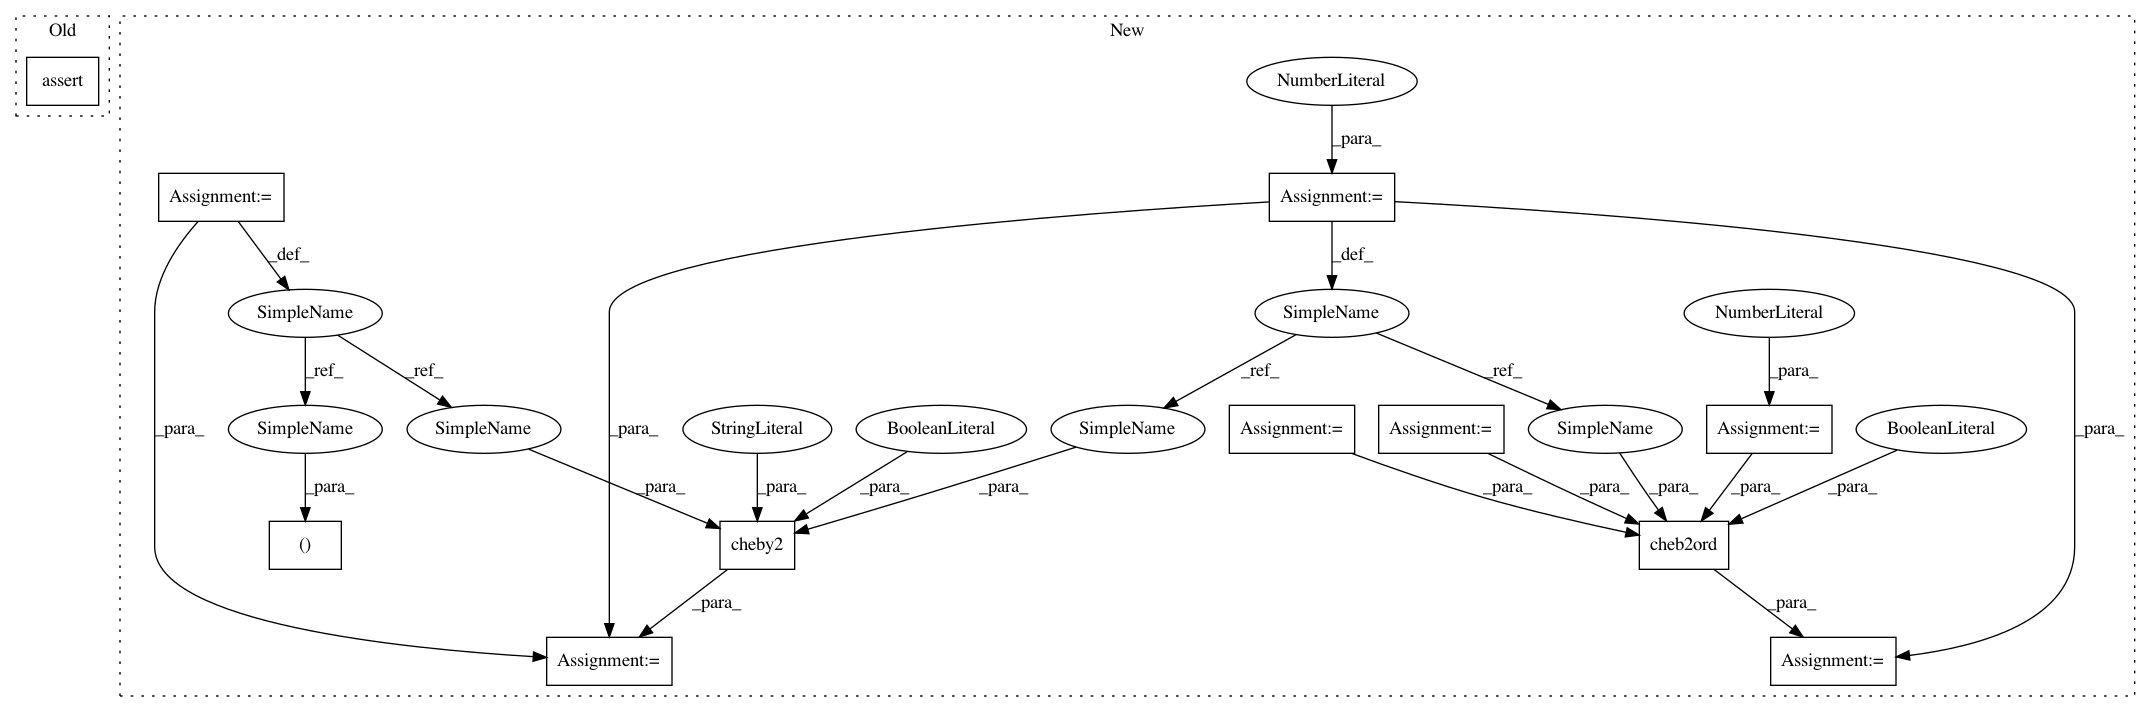 Old
New
assert
NumberLiteral
_para_
Assignment:=
Assignment:=
_def_
_def_
SimpleName
SimpleName
NumberLiteral
_ref_
_ref_
_ref_
_ref_
_para_
_para_
SimpleName
SimpleName
_para_
StringLiteral
BooleanLiteral
SimpleName
Assignment:=
Assignment:=
SimpleName
Assignment:=
BooleanLiteral
_para_
_para_
_para_
_para_
_para_
_para_
_para_
_para_
_para_
_para_
_para_
()
cheby2
cheb2ord
_para_
_para_
Assignment:=
Assignment:=